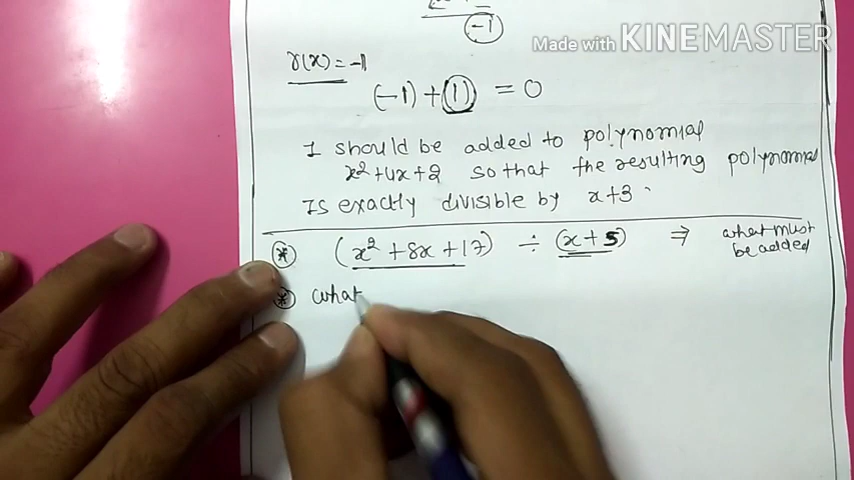 Made with KINEMASTER
-1
r(x) = -1
(-1) + (1) = 0
1 should be added to polynomial
x² + 4x + 2 so that the resulting polynomial
Is exactly divisible by x+3
* (x² + 8x + 17) ÷ (x + 5) ⇒ what must be added
* what